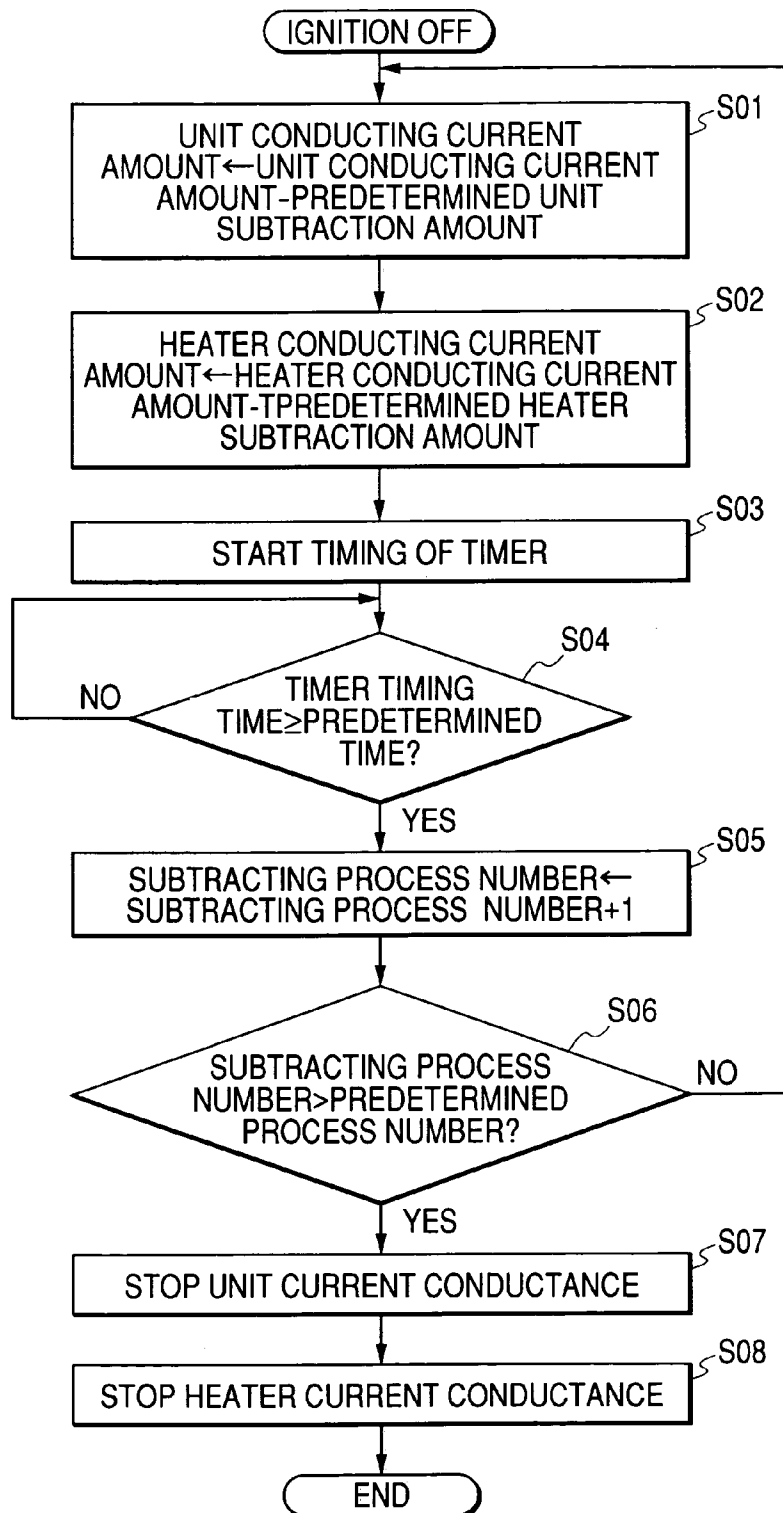 IGNITION OFF
S01
UNIT CONDUCTING CURRENT
AMOUNT←UNIT CONDUCTING CURRENT
AMOUNT-PREDETERMINED UNIT
SUBTRACTION AMOUNT
S02
HEATER CONDUCTING CURRENT
AMOUNT←HEATER CONDUCTING CURRENT
AMOUNT-TPREDETERMINED HEATER
SUBTRACTION AMOUNT
S03
START TIMING OF TIMER
S04
NO
TIMER TIMING
TIME≥PREDETERMINED
TIME?
YES
S05
SUBTRACTING PROCESS NUMBER←
SUBTRACTING PROCESS NUMBER+1
S06
SUBTRACTING PROCESS
NUMBER>PREDETERMINED
PROCESS NUMBER?
NO
YES
S07
STOP UNIT CURRENT CONDUCTANCE
S08
STOP HEATER CURRENT CONDUCTANCE
END